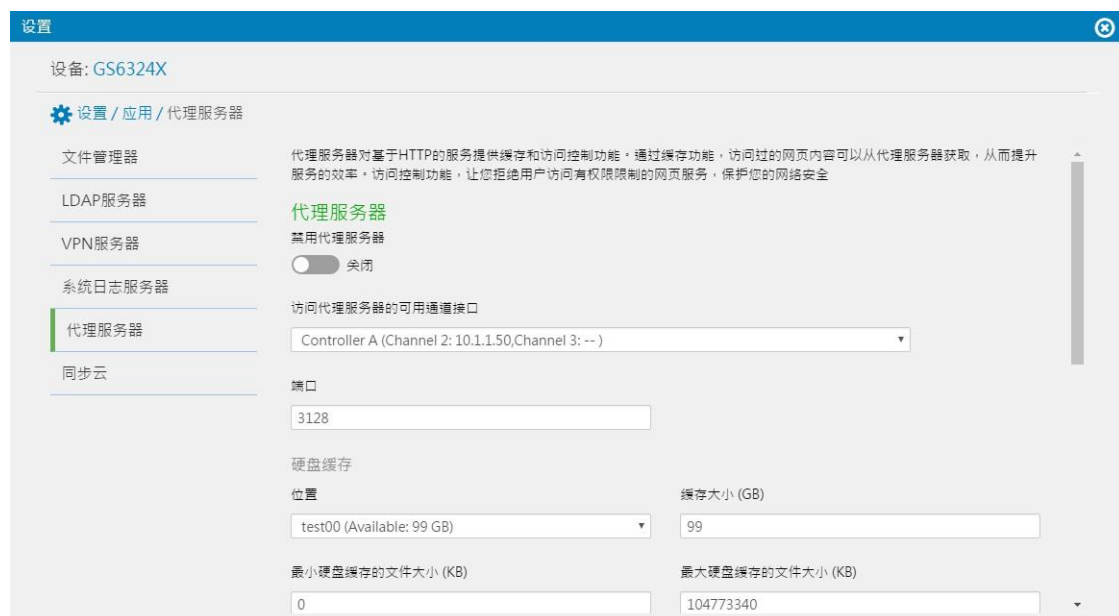 设置
设备: GS6324X
设置 / 应用 / 代理服务器
文件管理器
LDAP服务器
VPN服务器
系统日志服务器
代理服务器
同步云
代理服务器对基于HTTP的服务提供缓存和访问控制功能。通过缓存功能，访问过的网页内容可以从代理服务器获取，从而提升
服务的效率。访问控制功能，让您拒绝用户访问有权限限制的网页服务，保护您的网络安全
代理服务器
禁用代理服务器
关闭
访问代理服务器的可用通道接口
Controller A (Channel 2: 10.1.1.50,Channel 3: -- )
端口
3128
硬盘缓存
位置
缓存大小 (GB)
test00 (Available: 99 GB)
99
最小硬盘缓存的文件大小 (KB)
最大硬盘缓存的文件大小 (KB)
0
104773340